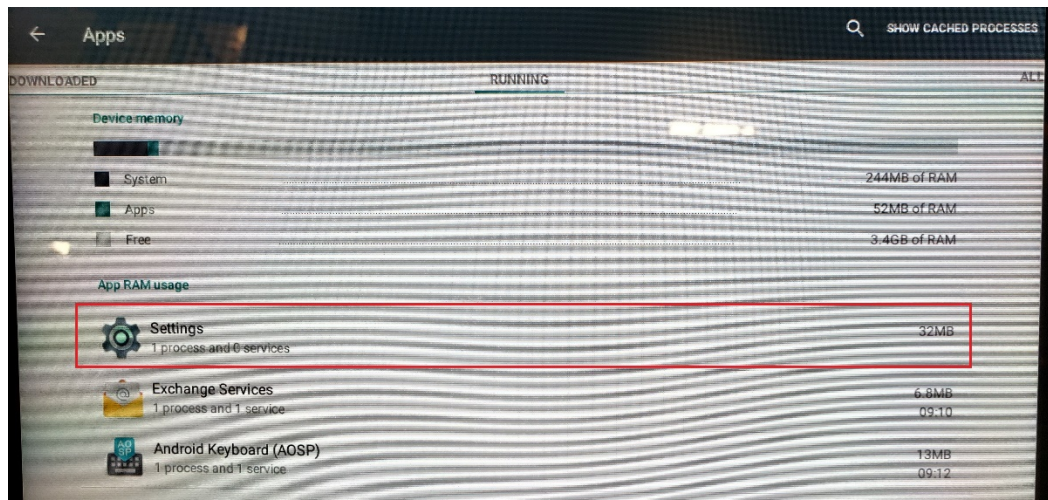 Apps
SHOW CACHED PROCESSES
DOWNLOADED
RUNNING
ALL
Device memory
System
244MB of RAM
Apps
52MB of RAM
Free
3.4GB of RAM
App RAM usage
Settings
32MB
1 process and 0 services
Exchange Services
6.8MB
1 process and 1 service
09:10
AO
SP
Android Keyboard (AOSP)
13MB
1 process and 1 service
09:12